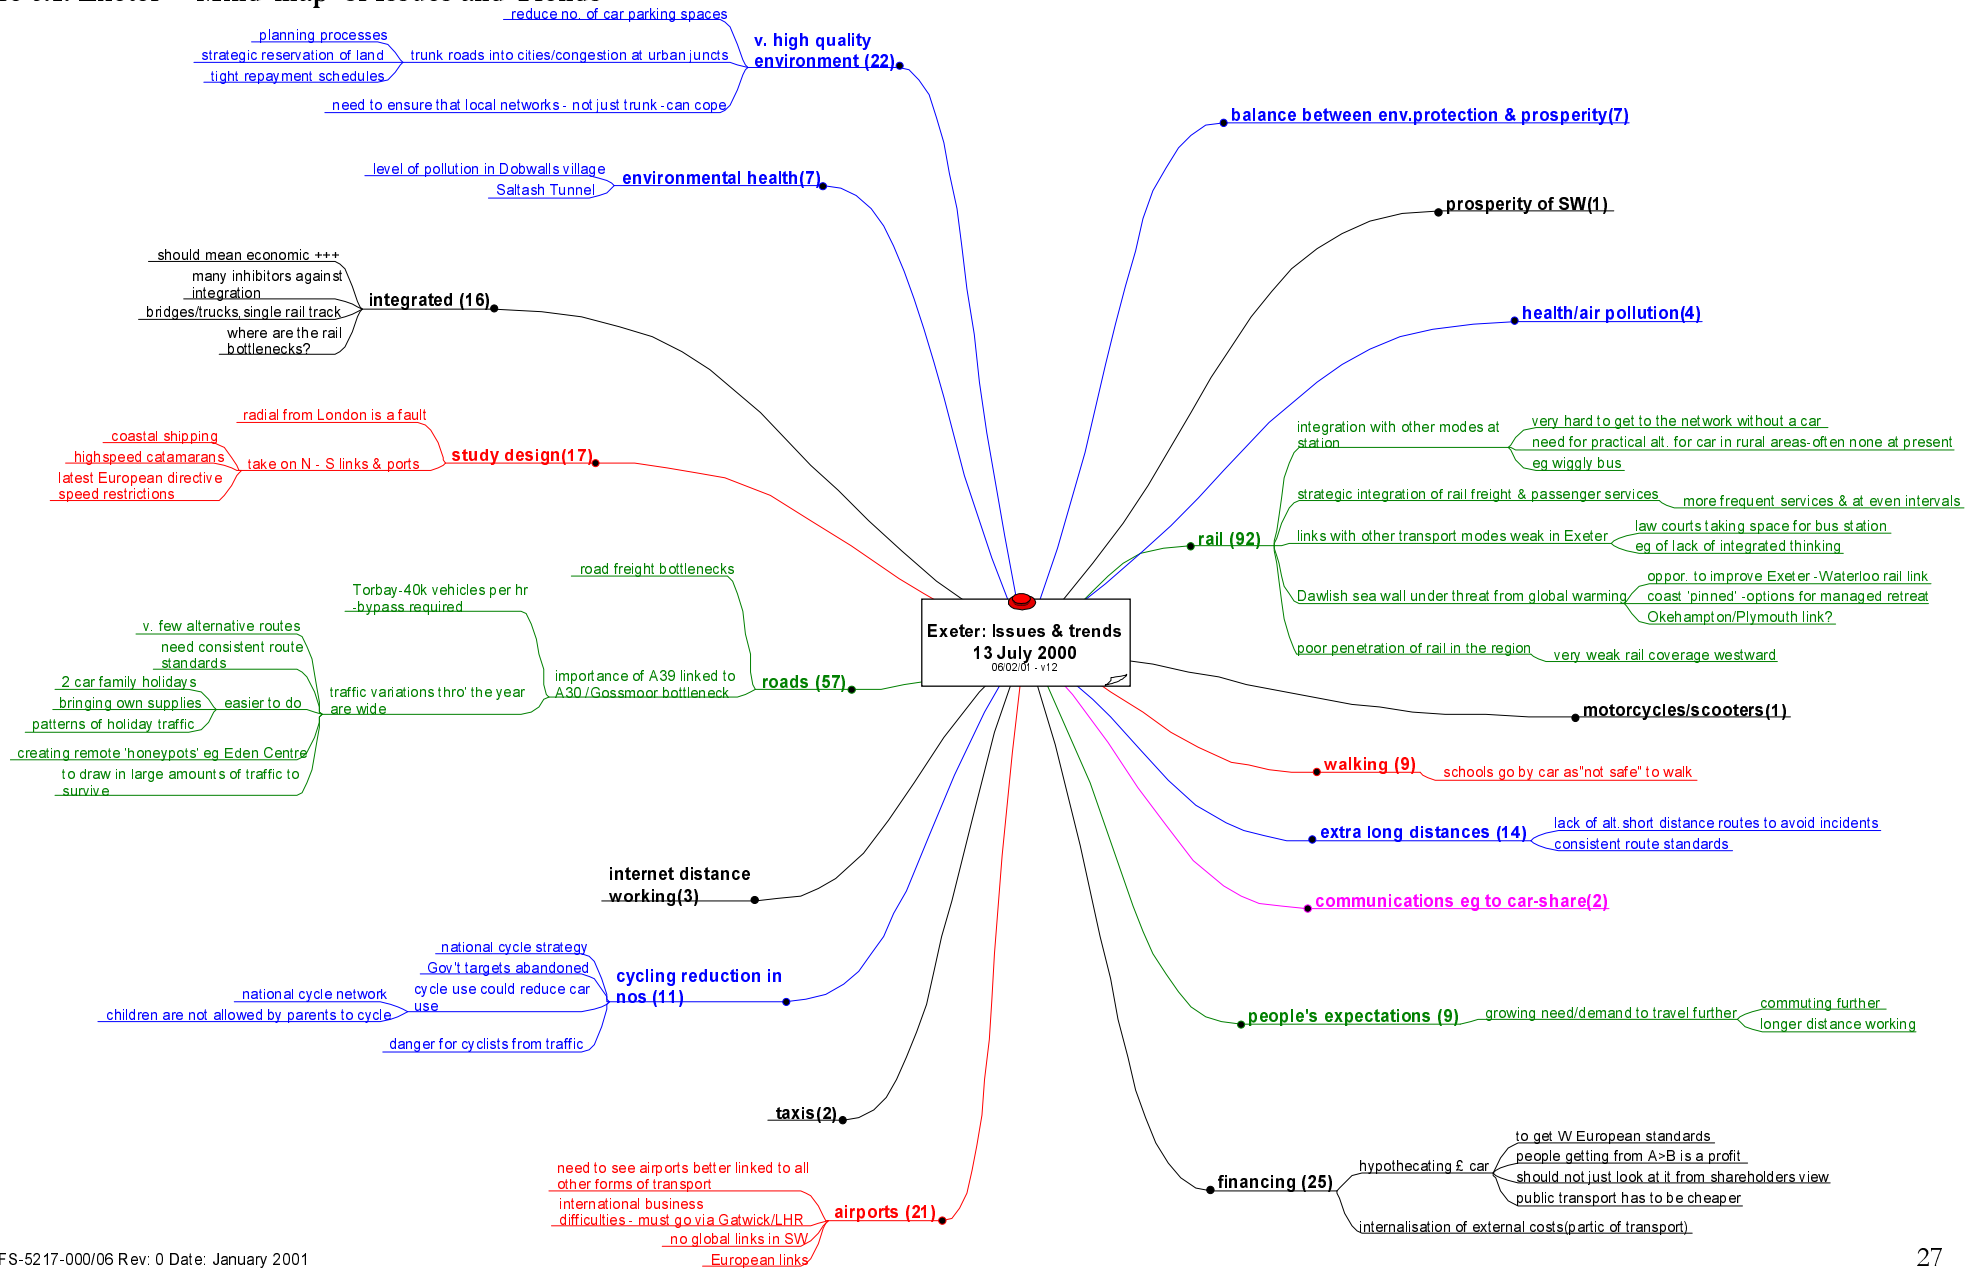 reduce no. of car parking spaces
planning processes
strategic reservation of land
tight repayment schedules
trunk roads into cities/congestion at urban juncts
need to ensure that local networks - not just trunk -can cope
v. high quality
environment (22)
level of pollution in Dobwalls village
Saltash Tunnel
environmental health(7)
should mean economic +++
many inhibitors against
integration
bridges/trucks,single rail track
where are the rail
bottlenecks?
integrated (16)
radial from London is a fault
coastal shipping
highspeed catamarans
latest European directive
speed restrictions
take on N - S links & ports
study design(17)
road freight bottlenecks
Torbay-40k vehicles per hr
-bypass required
v. few alternative routes
need consistent route
standards
2 car family holidays
bringing own supplies
patterns of holiday traffic
easier to do
creating remote 'honeypots' eg Eden Centre
to draw in large amounts of traffic to
survive
traffic variations thro' the year
are wide
importance of A39 linked to
A30 /Gossmoor bottleneck
roads (57)
internet distance
working(3)
national cycle strategy
Gov't targets abandoned
cycle use could reduce car
use
national cycle network
children are not allowed by parents to cycle
danger for cyclists from traffic
cycling reduction in
nos (11)
taxis(2)
need to see airports better linked to all
other forms of transport
international business
difficulties - must go via Gatwick/LHR
no global links in SW
European links
airports (21)
Exeter: Issues & trends
13 July 2000
06/02/01 - v12
balance between env.protection & prosperity(7)
prosperity of SW(1)
health/air pollution(4)
rail (92)
integration with other modes at
station
very hard to get to the network without a car
need for practical alt. for car in rural areas-often none at present
eg wiggly bus
strategic integration of rail freight & passenger services
more frequent services & at even intervals
links with other transport modes weak in Exeter
law courts taking space for bus station
eg of lack of integrated thinking
Dawlish sea wall under threat from global warming
oppor. to improve Exeter -Waterloo rail link
coast 'pinned' -options for managed retreat
Okehampton/Plymouth link?
poor penetration of rail in the region
very weak rail coverage westward
motorcycles/scooters(1)
walking (9)
schools go by car as"not safe" to walk
extra long distances (14)
lack of alt.short distance routes to avoid incidents
consistent route standards
communications eg to car-share(2)
people's expectations (9)
growing need/demand to travel further
commuting further
longer distance working
financing (25)
hypothecating £ car
to get W European standards
people getting from A>B is a profit
should not just look at it from shareholders view
public transport has to be cheaper
internalisation of external costs(partic of transport)
FS-5217-000/06 Rev: 0 Date: January 2001
27